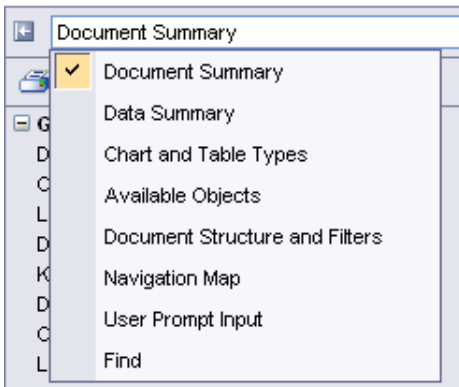 Document Summary
Document Summary
Data Summary
Chart and Table Types
Available Objects
Document Structure and Filters
Navigation Map
User Prompt Input
Find
G
D
C
L
D
K
D
C
L